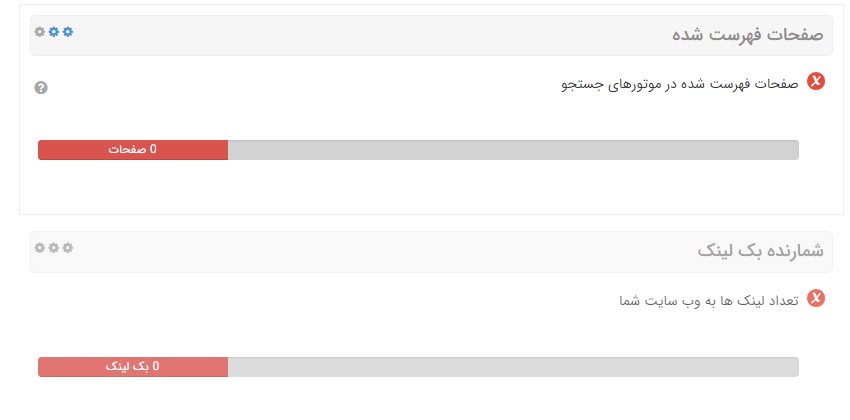 صفحات فهرست شده
صفحات فهرست شده در موتورهای جستجو
0 صفحات
شمارنده بک لینک
تعداد لینک ها به وب سایت شما
0 بک لینک